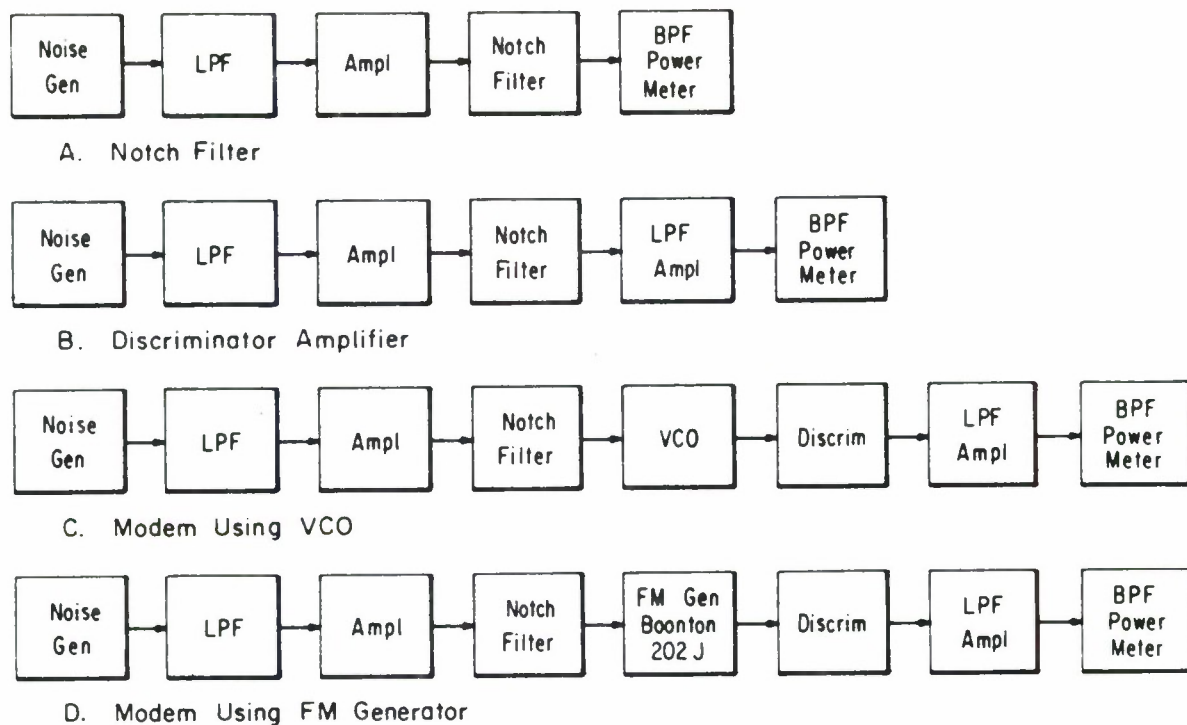 Noise
Gen
LPF
Ampl
Notch
Filter
BPF
Power
Meter
A. Notch Filter
Noise
Gen
LPF
Ampl
Notch
Filter
LPF
Ampl
BPF
Power
Meter
B. Discriminator Amplifier
Noise
Gen
LPF
Ampl
Notch
Filter
VCO
Discrim
LPF
Ampl
BPF
Power
Meter
C. Modem Using VCO
Noise
Gen
LPF
Ampl
Notch
Filter
FM Gen
Boonton
202J
Discrim
LPF
Ampl
BPF
Power
Meter
D. Modem Using FM Generator